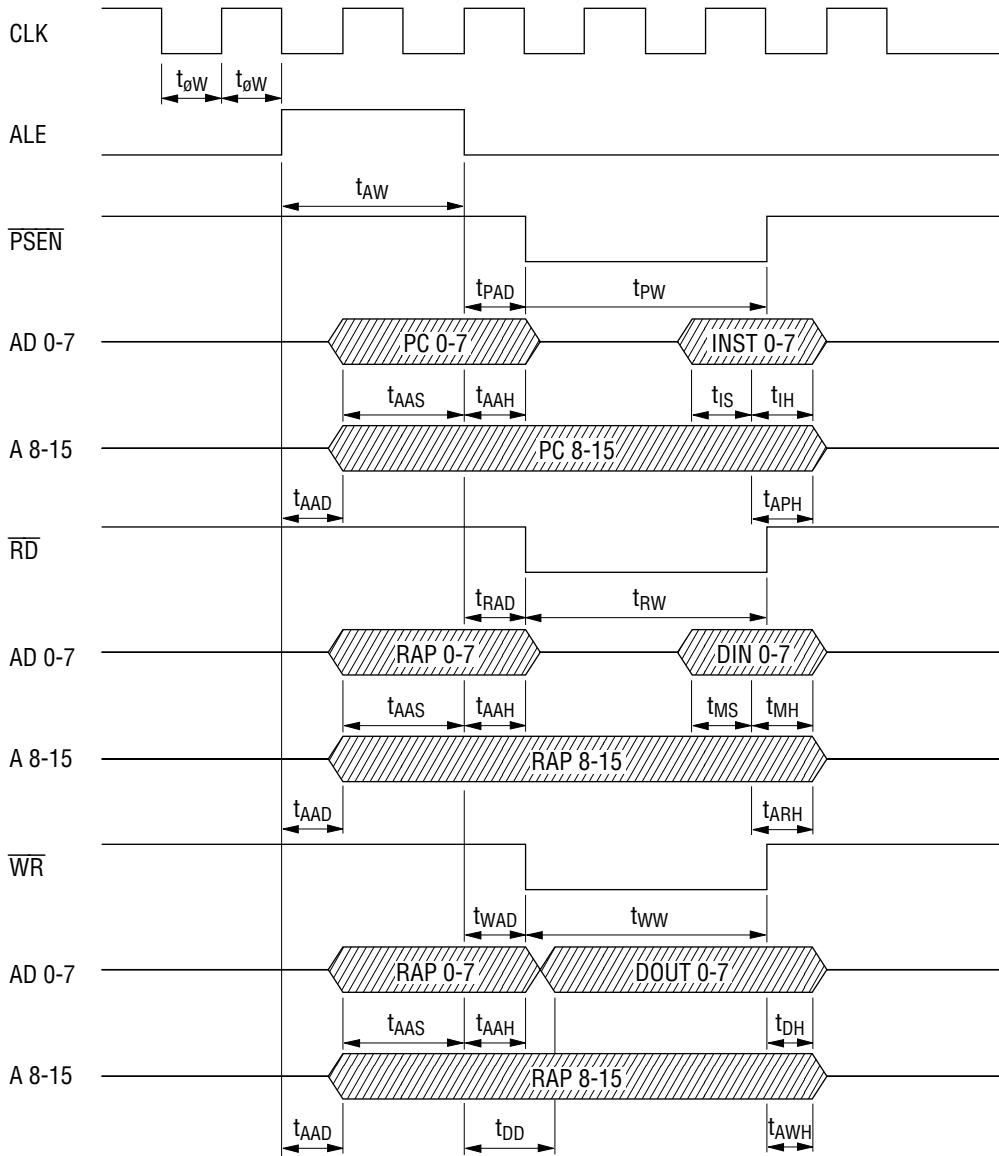 CLK
tøW tøW
ALE
tAW
PSEN
tPAD tPW
AD 0-7 PC 0-7 INST 0-7
tAAS tAAH tIS tIH
A 8-15 PC 8-15
tAAD tAPH
RD
tRAD tRW
AD 0-7 RAP 0-7 DIN 0-7
tAAS tAAH tMS tMH
A 8-15 RAP 8-15
tAAD tARH
WR
tWAD tWW
AD 0-7 RAP 0-7 DOUT 0-7
tAAS tAAH tDH
A 8-15 RAP 8-15
tAAD tDD tAWH